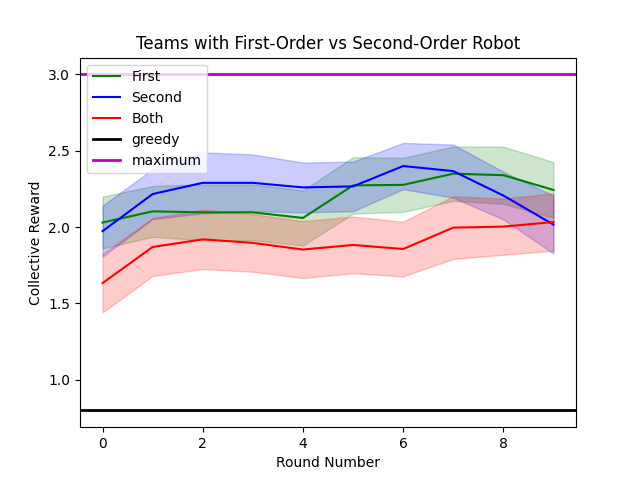 Teams with First-Order vs Second-Order Robot
3.0
2.5
2.0
1.5
1.0
Collective Reward
First
Second
Both
greedy
maximum
0
2
4
6
8
Round Number